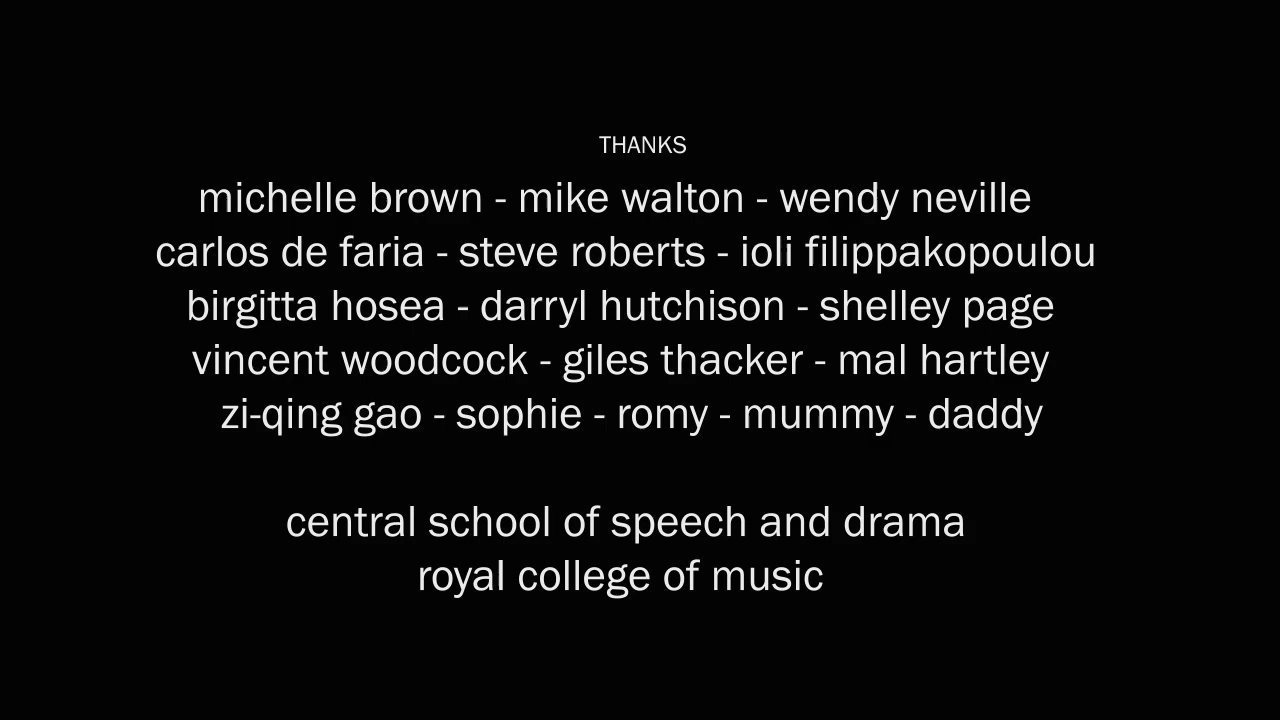 THANKS
michelle brown - mike walton - wendy neville
carlos de faria - steve roberts - ioli filippakopoulou
birgitta hosea - darryl hutchison - shelley page
vincent woodcock - giles thacker - mal hartley
zi-qing gao - sophie - romy - mummy - daddy
central school of speech and drama
royal college of music